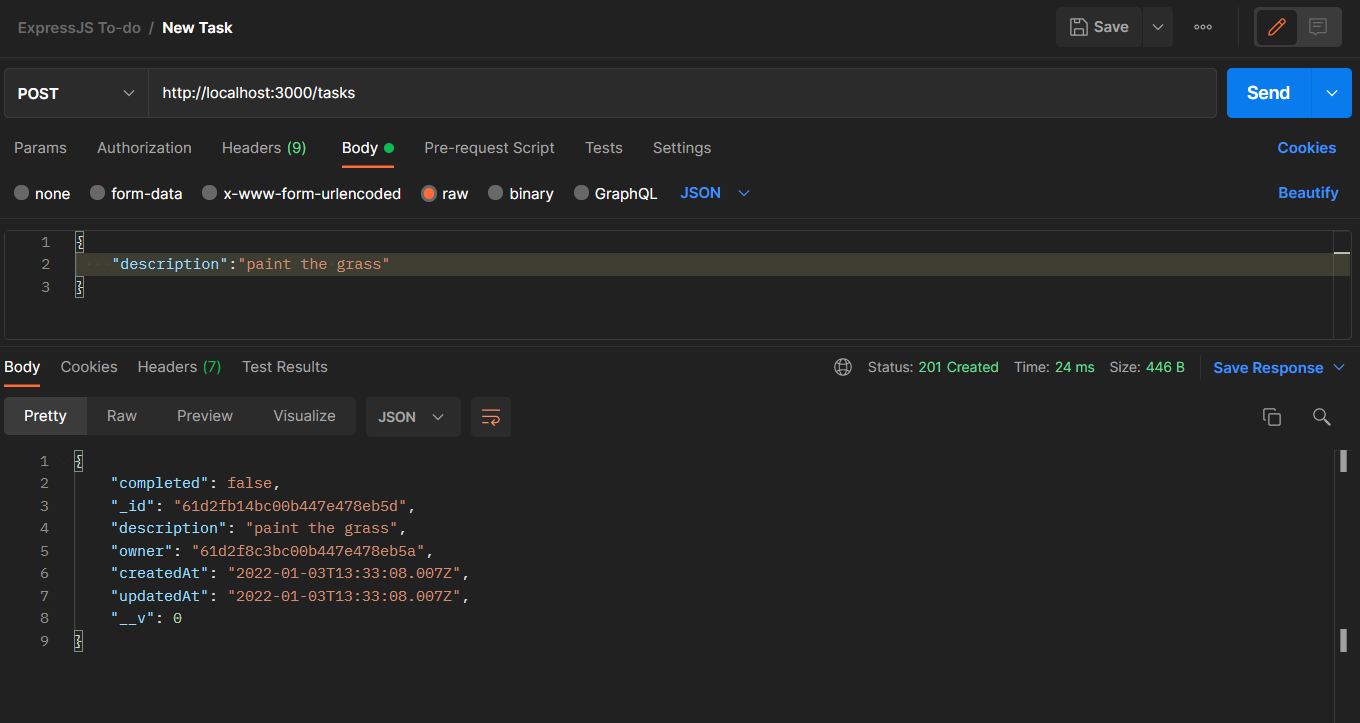 ExpressJS To-do / New Task Save
POST http://localhost:3000/tasks Send
Params Authorization Headers (9) Body Pre-request Script Tests Settings Cookies
none form-data x-www-form-urlencoded raw binary GraphQL JSON Beautify
1 {
2 "description":"paint the grass"
3 }
Body Cookies Headers (7) Test Results Status: 201 Created Time: 24 ms Size: 446 B Save Response
Pretty Raw Preview Visualize JSON
1 {
2 "completed": false,
3 "_id": "61d2fb14bc00b447e478eb5d",
4 "description": "paint the grass",
5 "owner": "61d2f8c3bc00b447e478eb5a",
6 "createdAt": "2022-01-03T13:33:08.007Z",
7 "updatedAt": "2022-01-03T13:33:08.007Z",
8 "__v": 0
9 }